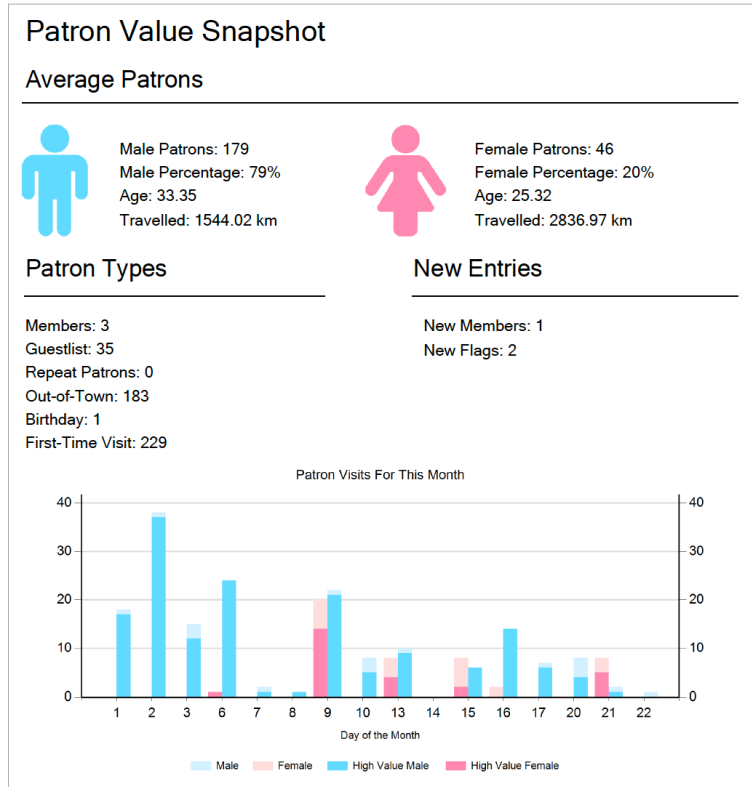 Patron Value Snapshot
Average Patrons
Male Patrons: 179
Male Percentage: 79%
Age: 33.35
Travelled: 1544.02 km
Female Patrons: 46
Female Percentage: 20%
Age: 25.32
Travelled: 2836.97 km
Patron Types
Members: 3
Guestlist: 35
Repeat Patrons: 0
Out-of-Town: 183
Birthday: 1
First-Time Visit: 229
New Entries
New Members: 1
New Flags: 2
Patron Visits For This Month
40 40
30 30
20 20
10 10
0 0
1 2 3 6 7 8 9 10 13 14 15 16 17 20 21 22
Day of the Month
Male Female High Value Male High Value Female